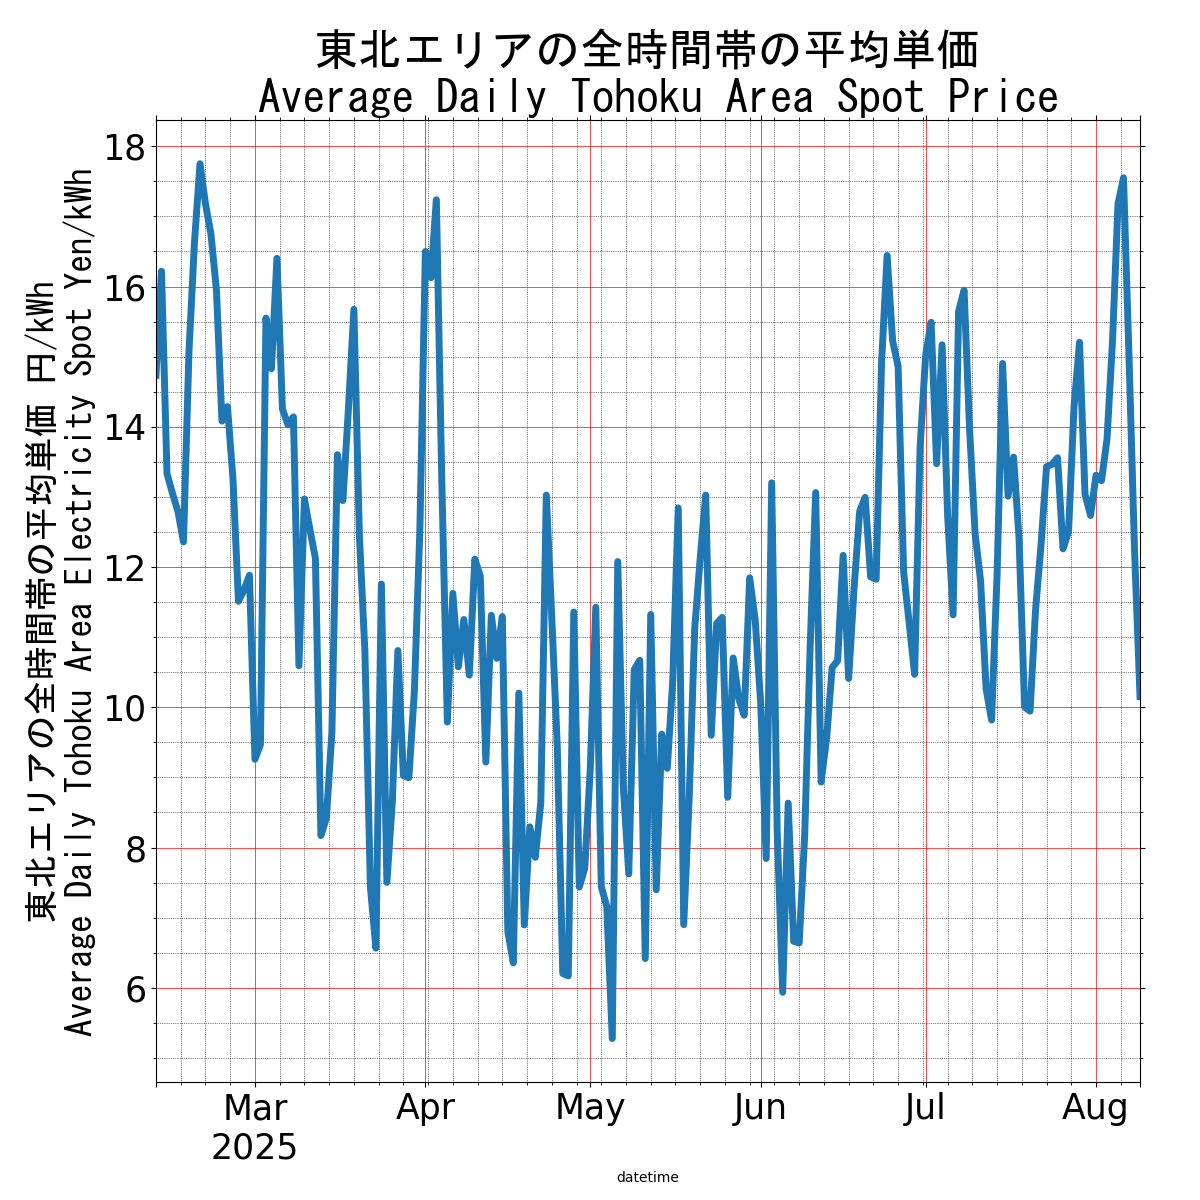 東北エリアの全時間帯の平均単価
Average Daily Tohoku Area Spot Price
東北エリアの全時間帯の平均単価 円/kWh
Average Daily Tohoku Area Electricity Spot Yen/kWh
18
16
14
12
10
8
6
Mar
2025
Apr
May
Jun
Jul
Aug
datetime